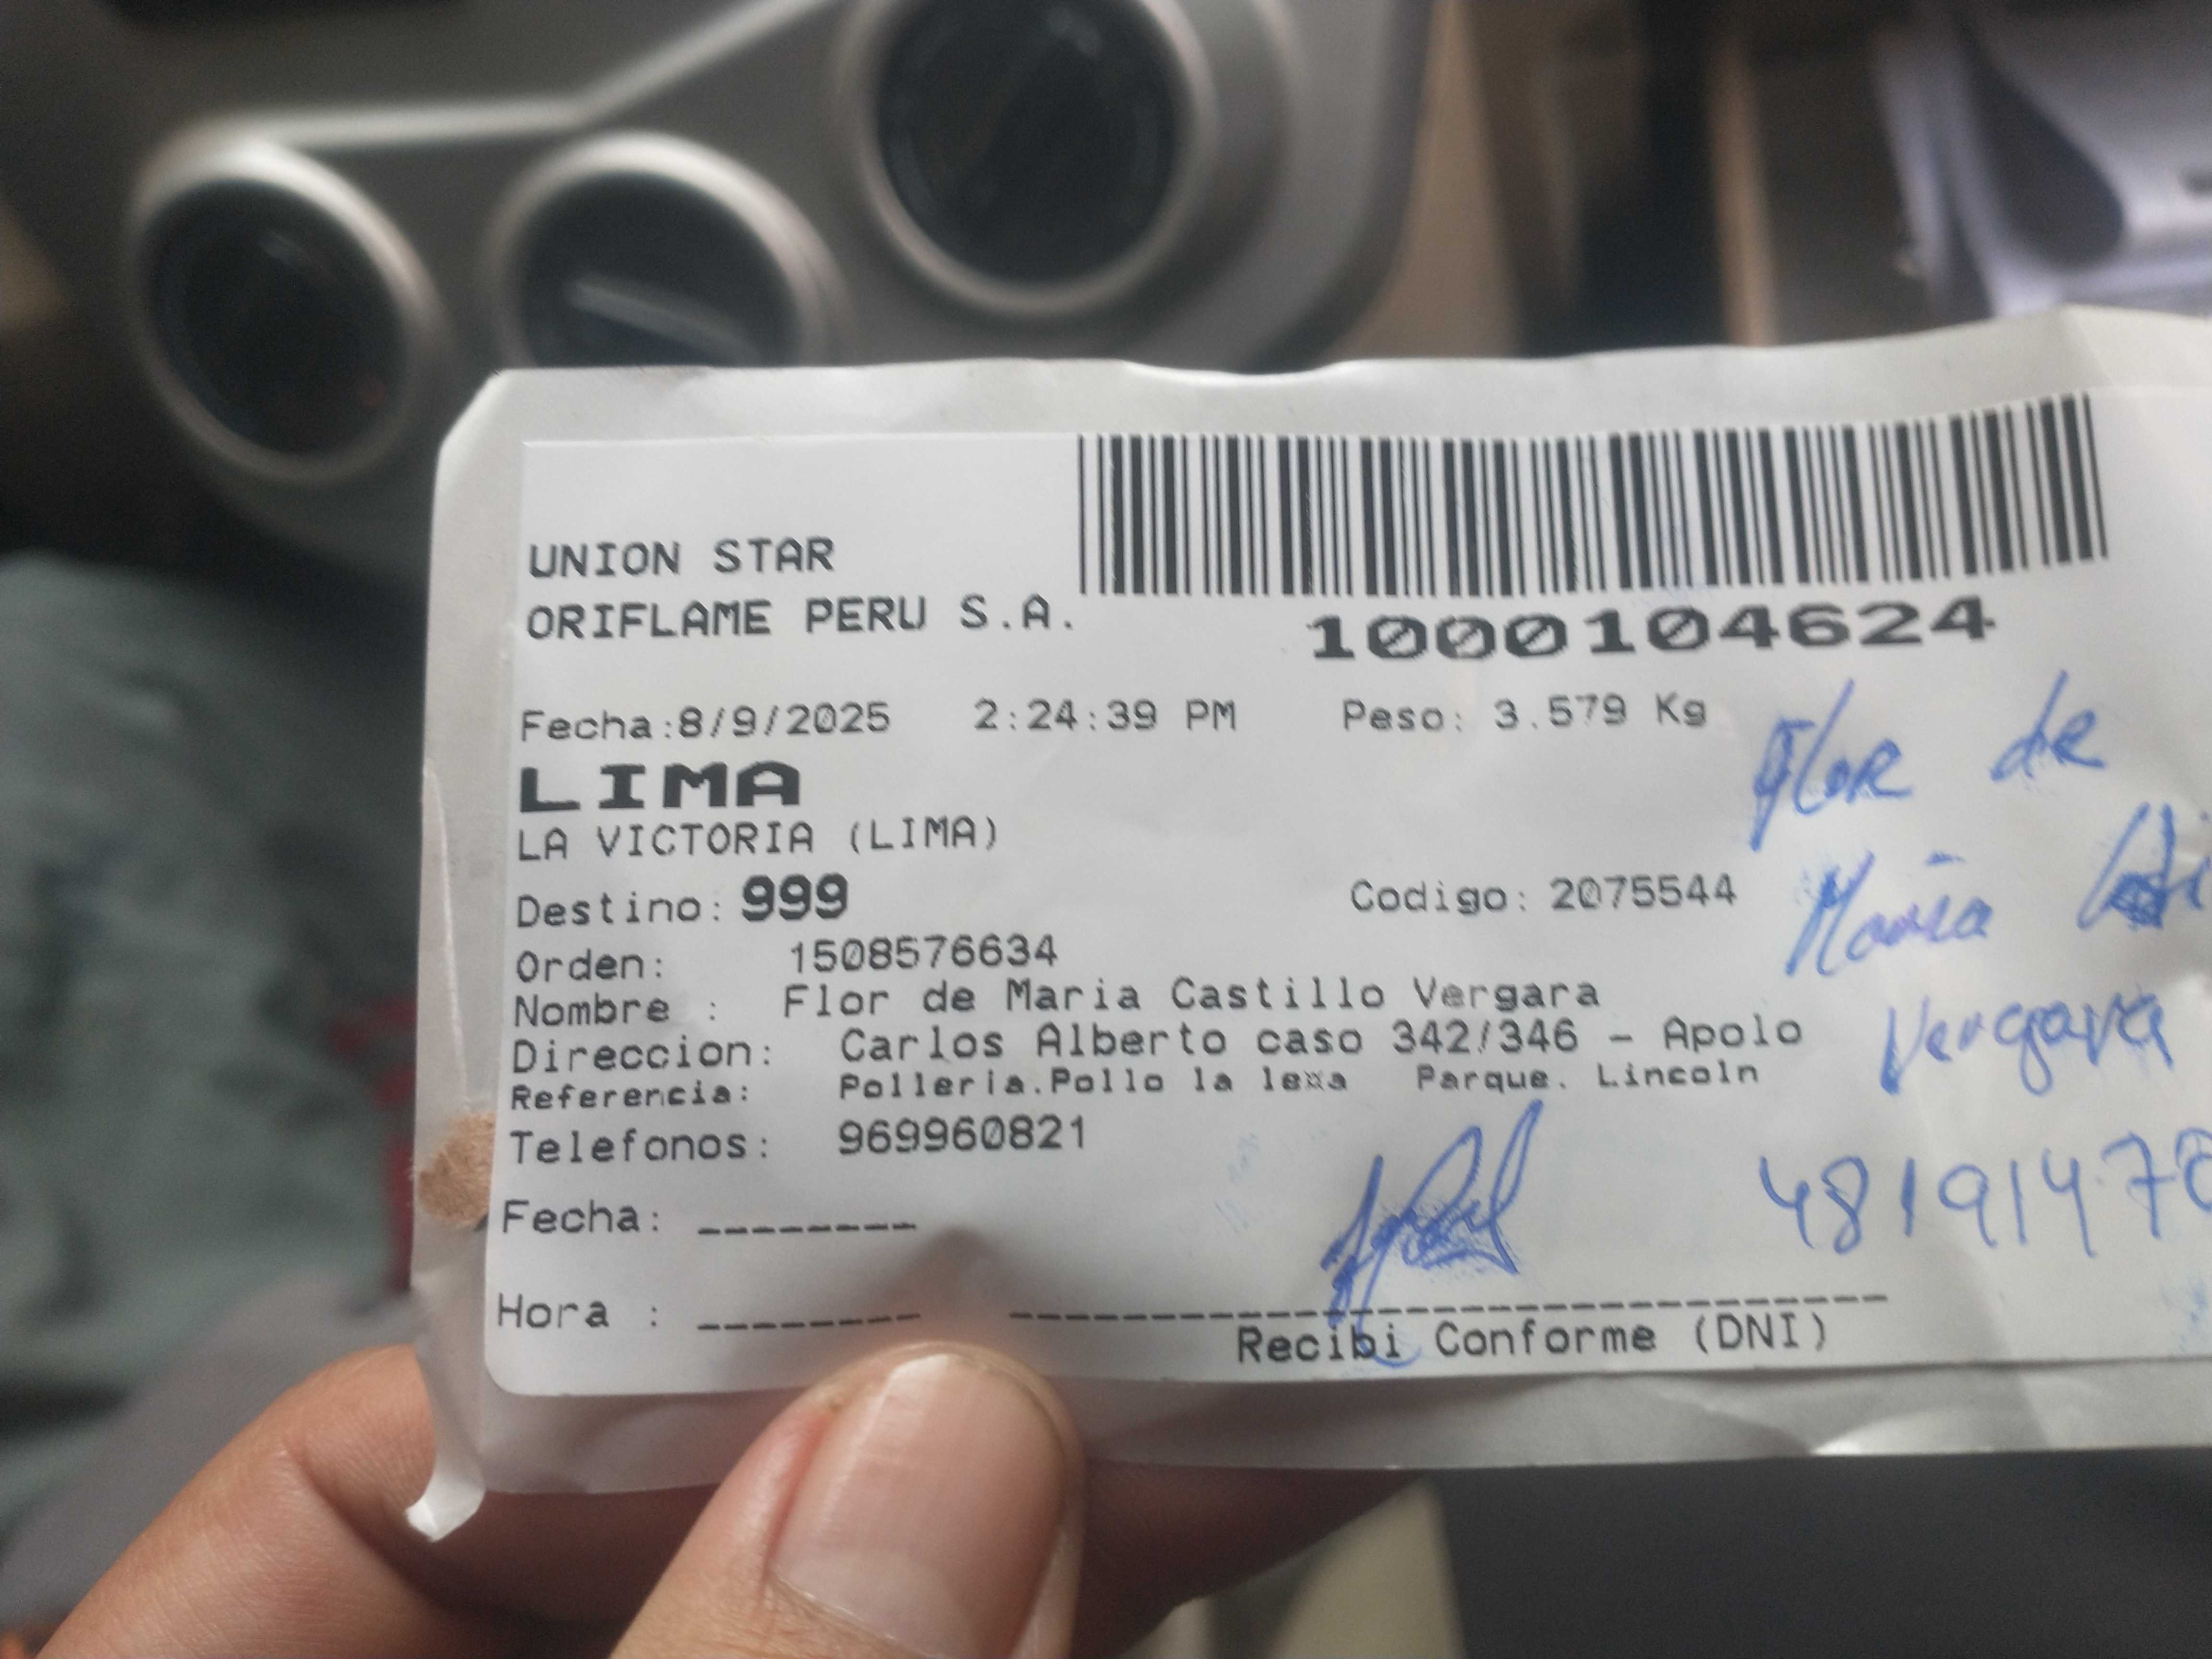 UNION STAR
ORIFLAME PERU S.A.
1000104624
Fecha:8/9/2025 2:24:39 PM Peso: 3.579 Kg
LIMA
LA VICTORIA (LIMA)
Destino: 999 Codigo: 2075544
Orden: 1508576634
Nombre : Flor de Maria Castillo Vergara
Direccion: Carlos Alberto caso 342/346 - Apolo
Referencia: Polleria.Pollo la Parque. Lincoln
Telefonos: 969960821
Fecha: --------
Hora : --------
Recibi Conforme (DNI)
Flor de
Maria
Vergara
4819147